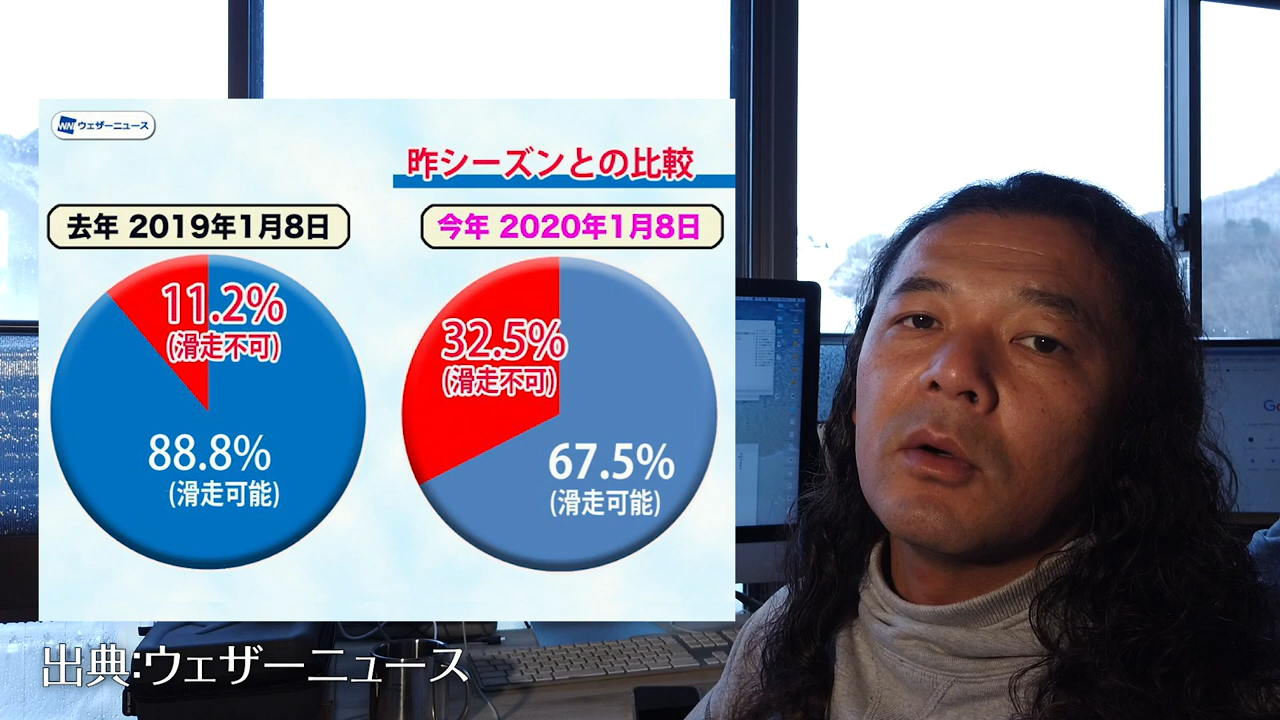 WNI ウェザーニュース
昨シーズンとの比較
去年 2019年1月8日
今年 2020年1月8日
11.2%
(滑走不可)
88.8%
(滑走可能)
32.5%
(滑走不可)
67.5%
(滑走可能)
出典:ウェザーニュース